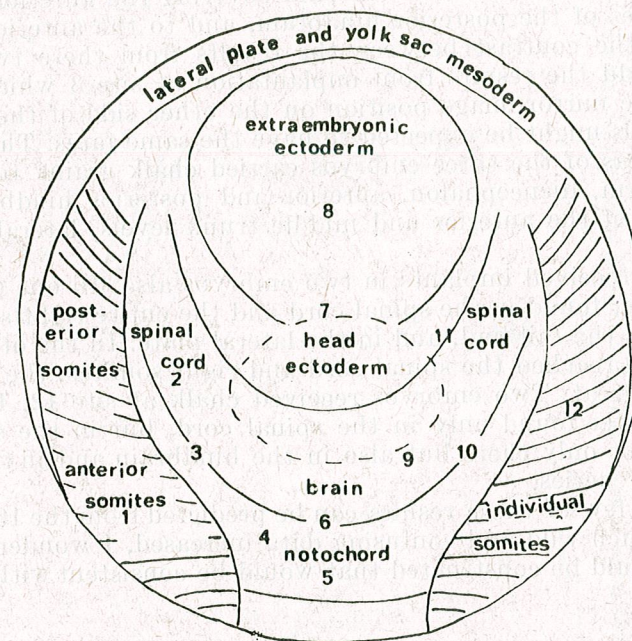 lateral plate and yolk sac mesoderm
extraembryonic
ectoderm
8
7
post-
erior
somites
spinal
cord
2
head
ectoderm
11
spinal
cord
12
3
9
10
anterior
somites
1
brain
6
individual
somites
4
notochord
5